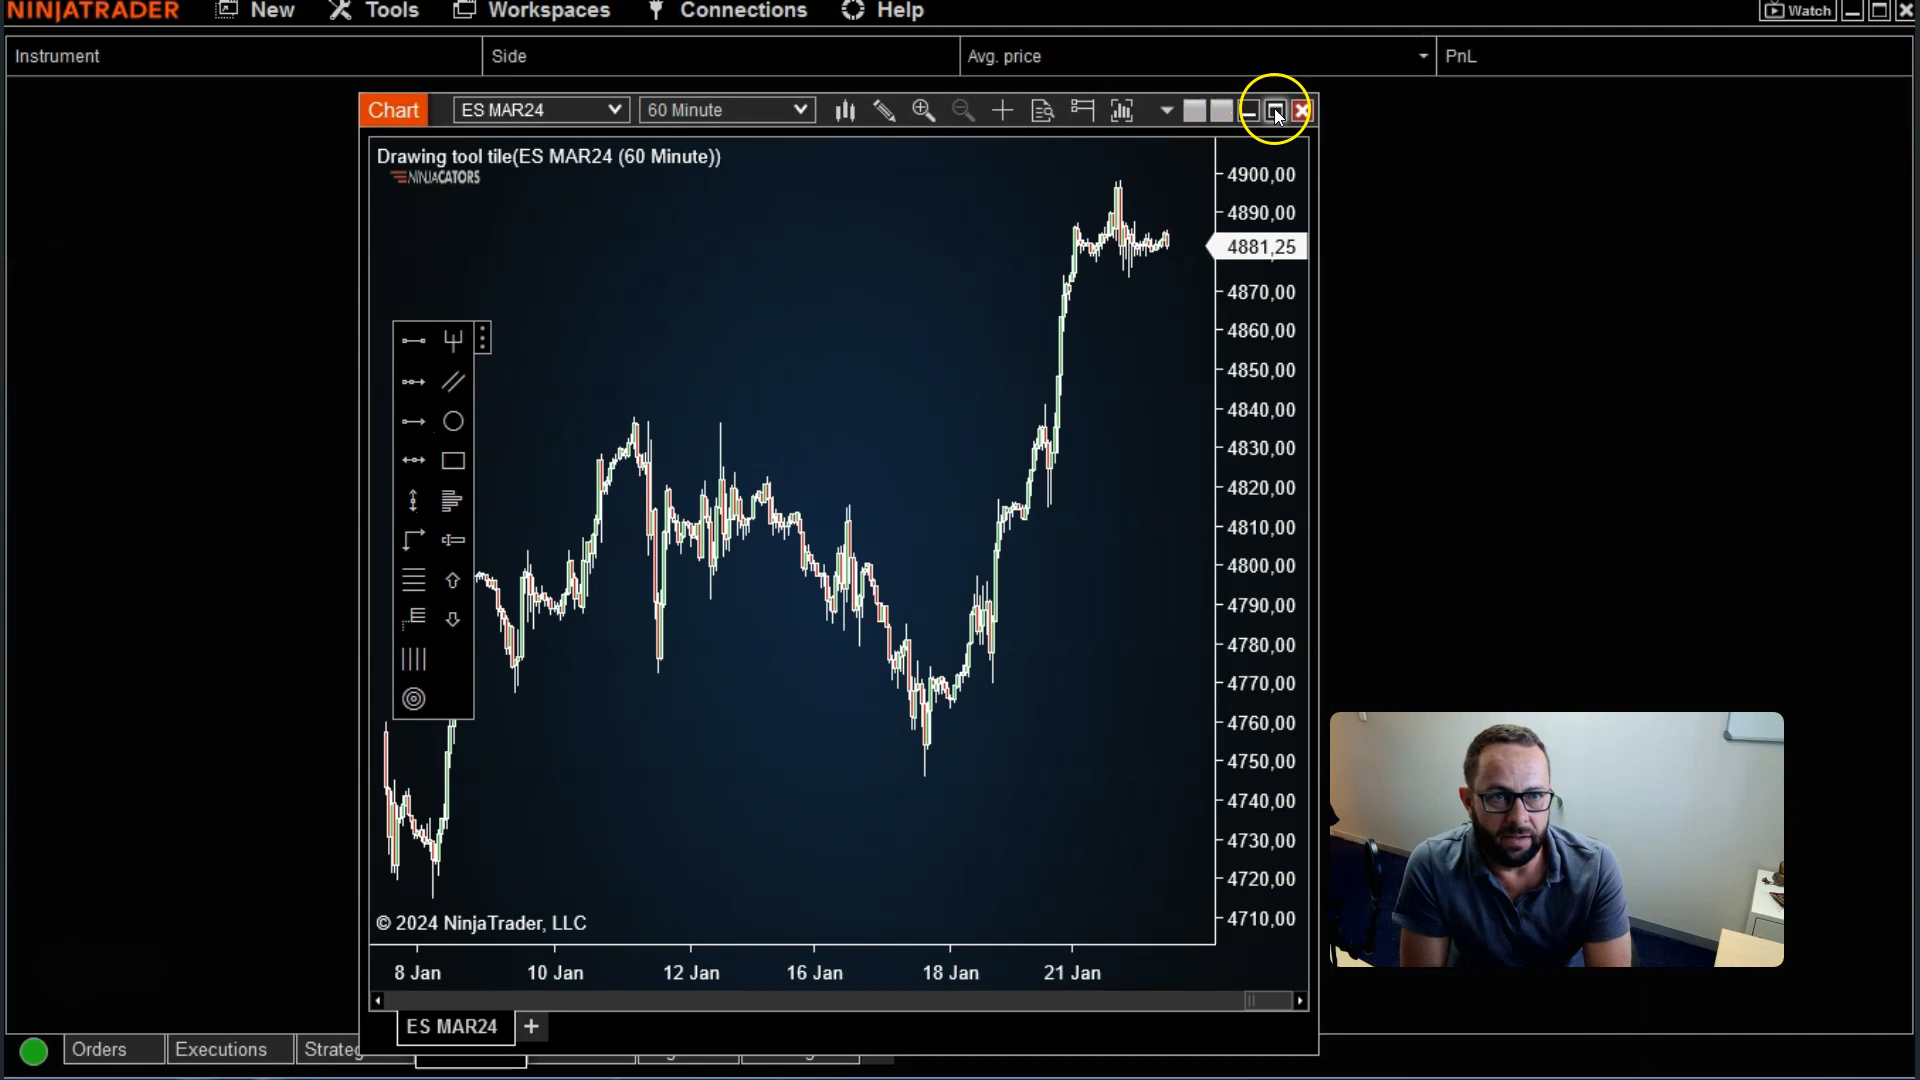 NINJATRADER New Tools Workspaces Connections Help Watch
Instrument Side Avg. price PnL
Chart ES MAR24 60 Minute
Drawing tool tile(ES MAR24 (60 Minute))
NINJACATORS
4900,00
4890,00
4881,25
4870,00
4860,00
4850,00
4840,00
4830,00
4820,00
4810,00
4800,00
4790,00
4780,00
4770,00
4760,00
4750,00
4740,00
4730,00
4720,00
4710,00
© 2024 NinjaTrader, LLC
8 Jan 10 Jan 12 Jan 16 Jan 18 Jan 21 Jan
ES MAR24 +
Orders Executions Strateg